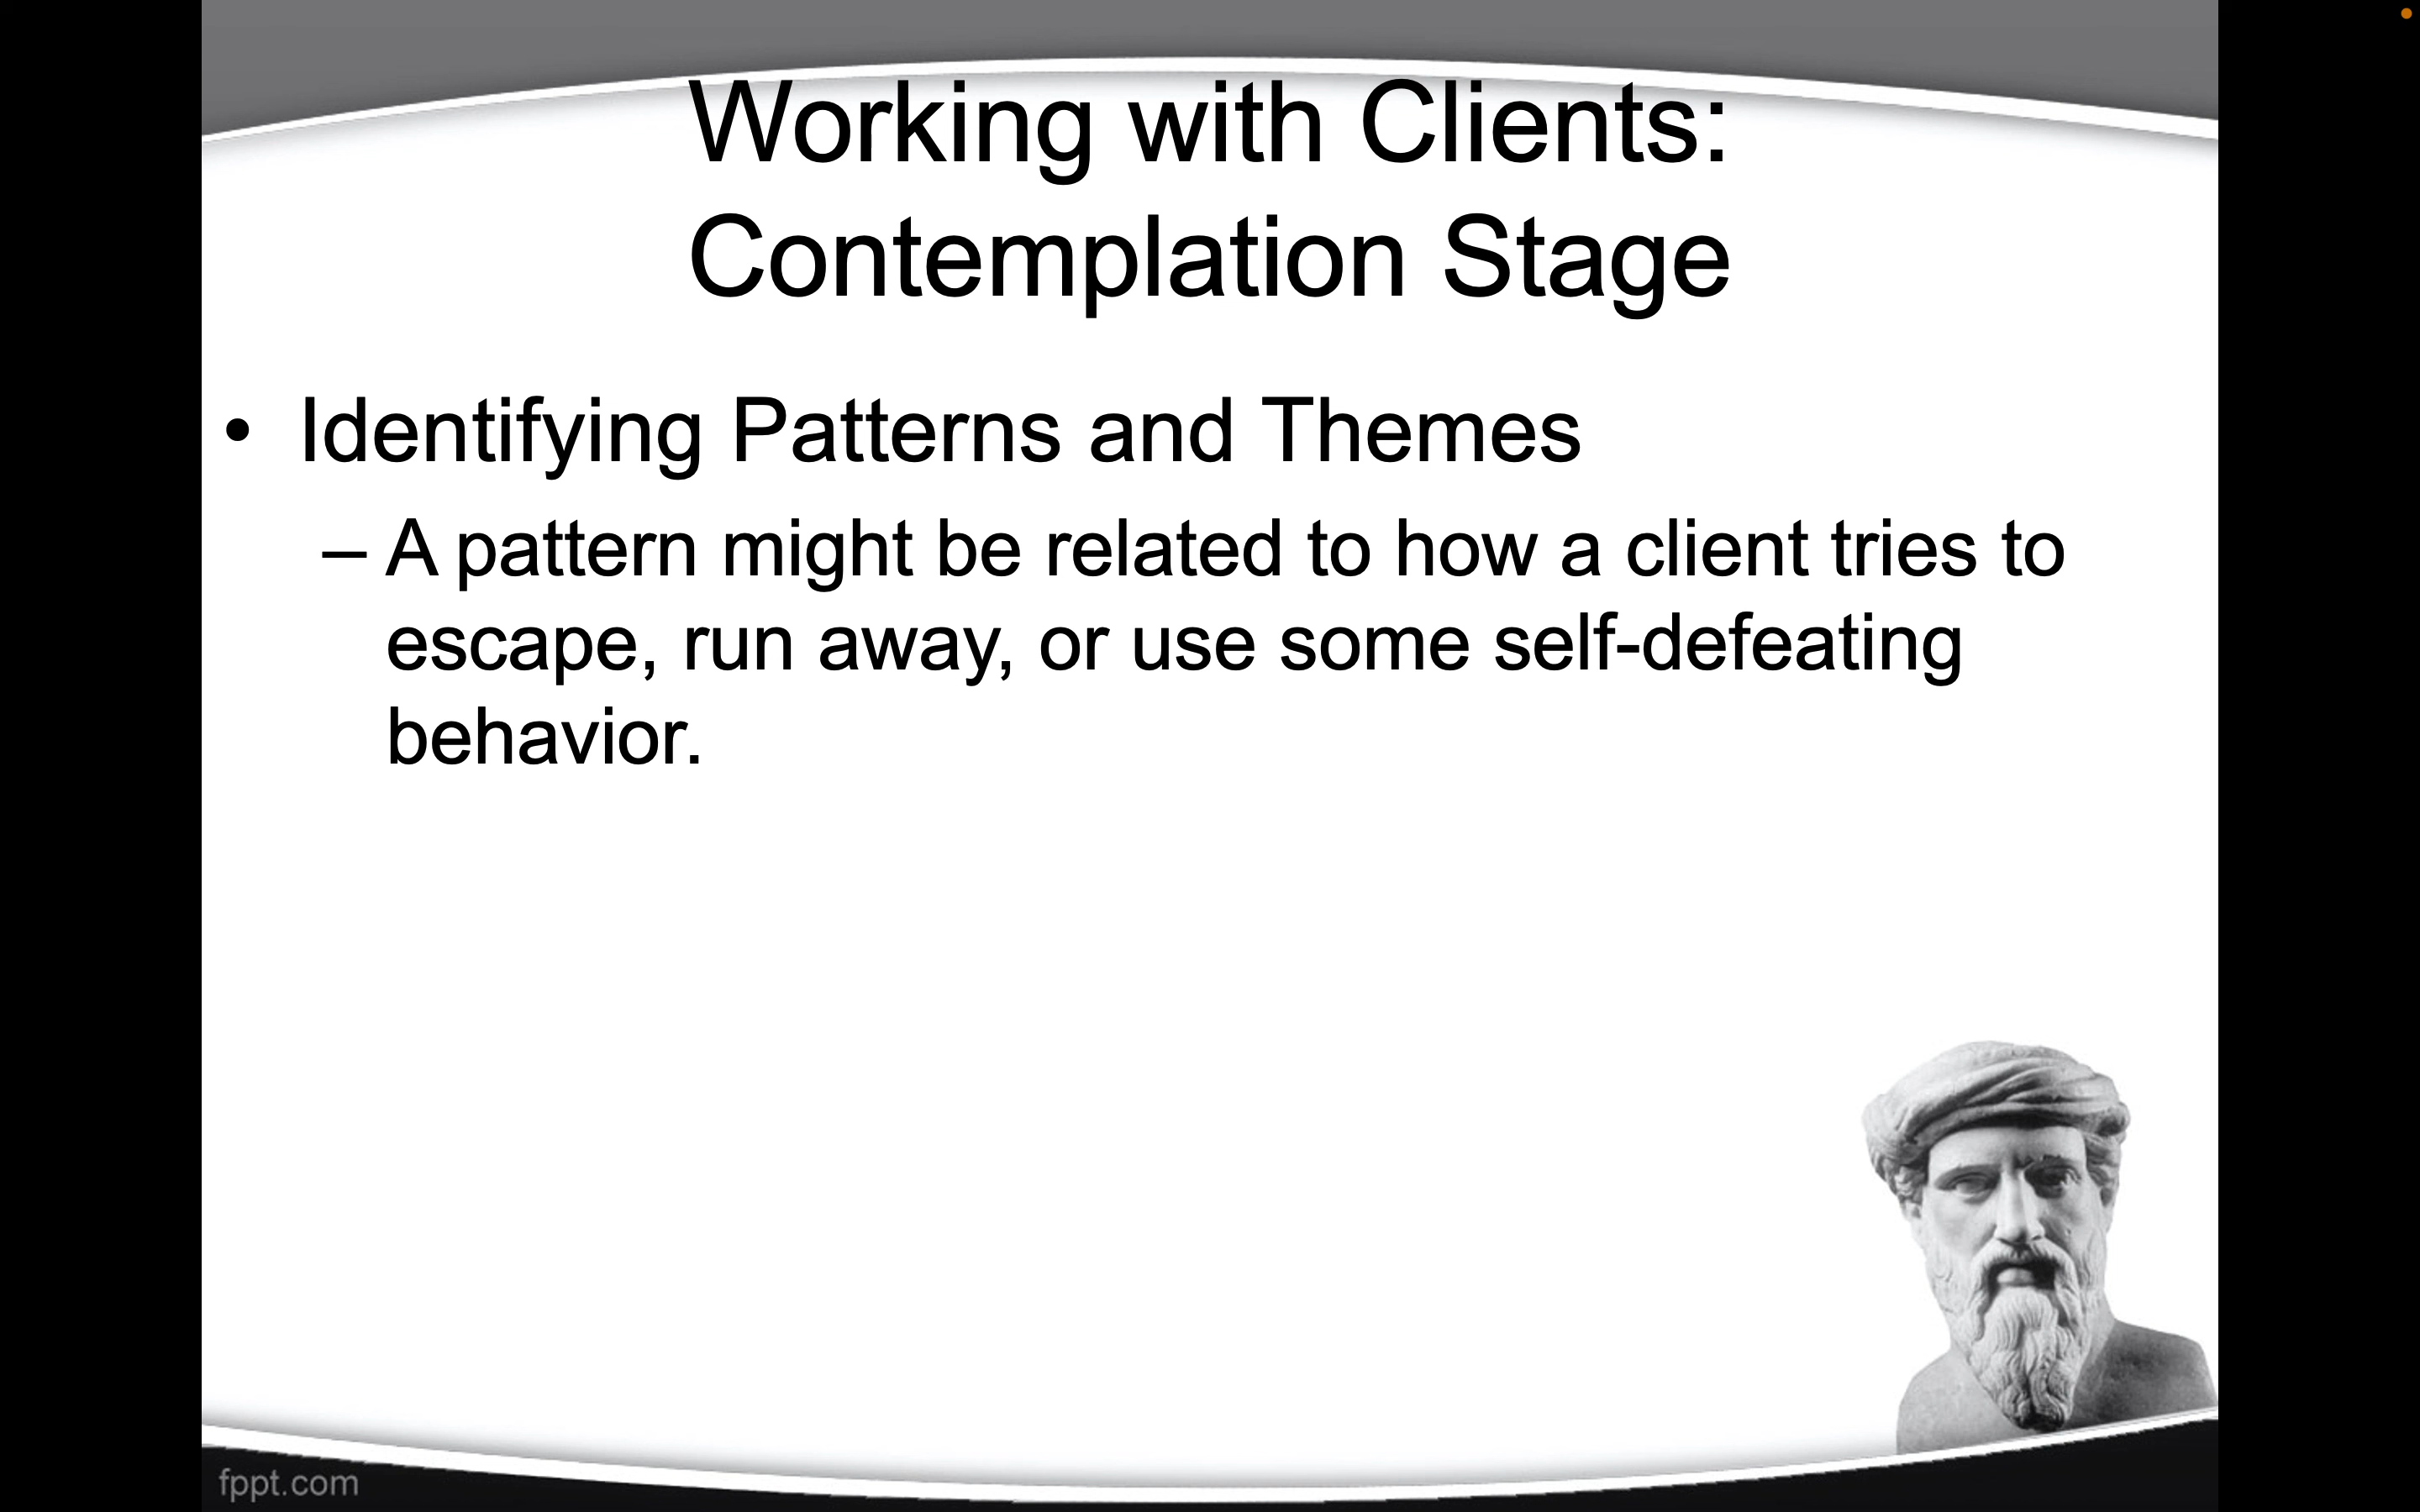 Working with Clients:
Contemplation Stage
• Identifying Patterns and Themes
– A pattern might be related to how a client tries to
escape, run away, or use some self-defeating
behavior.
fppt.com